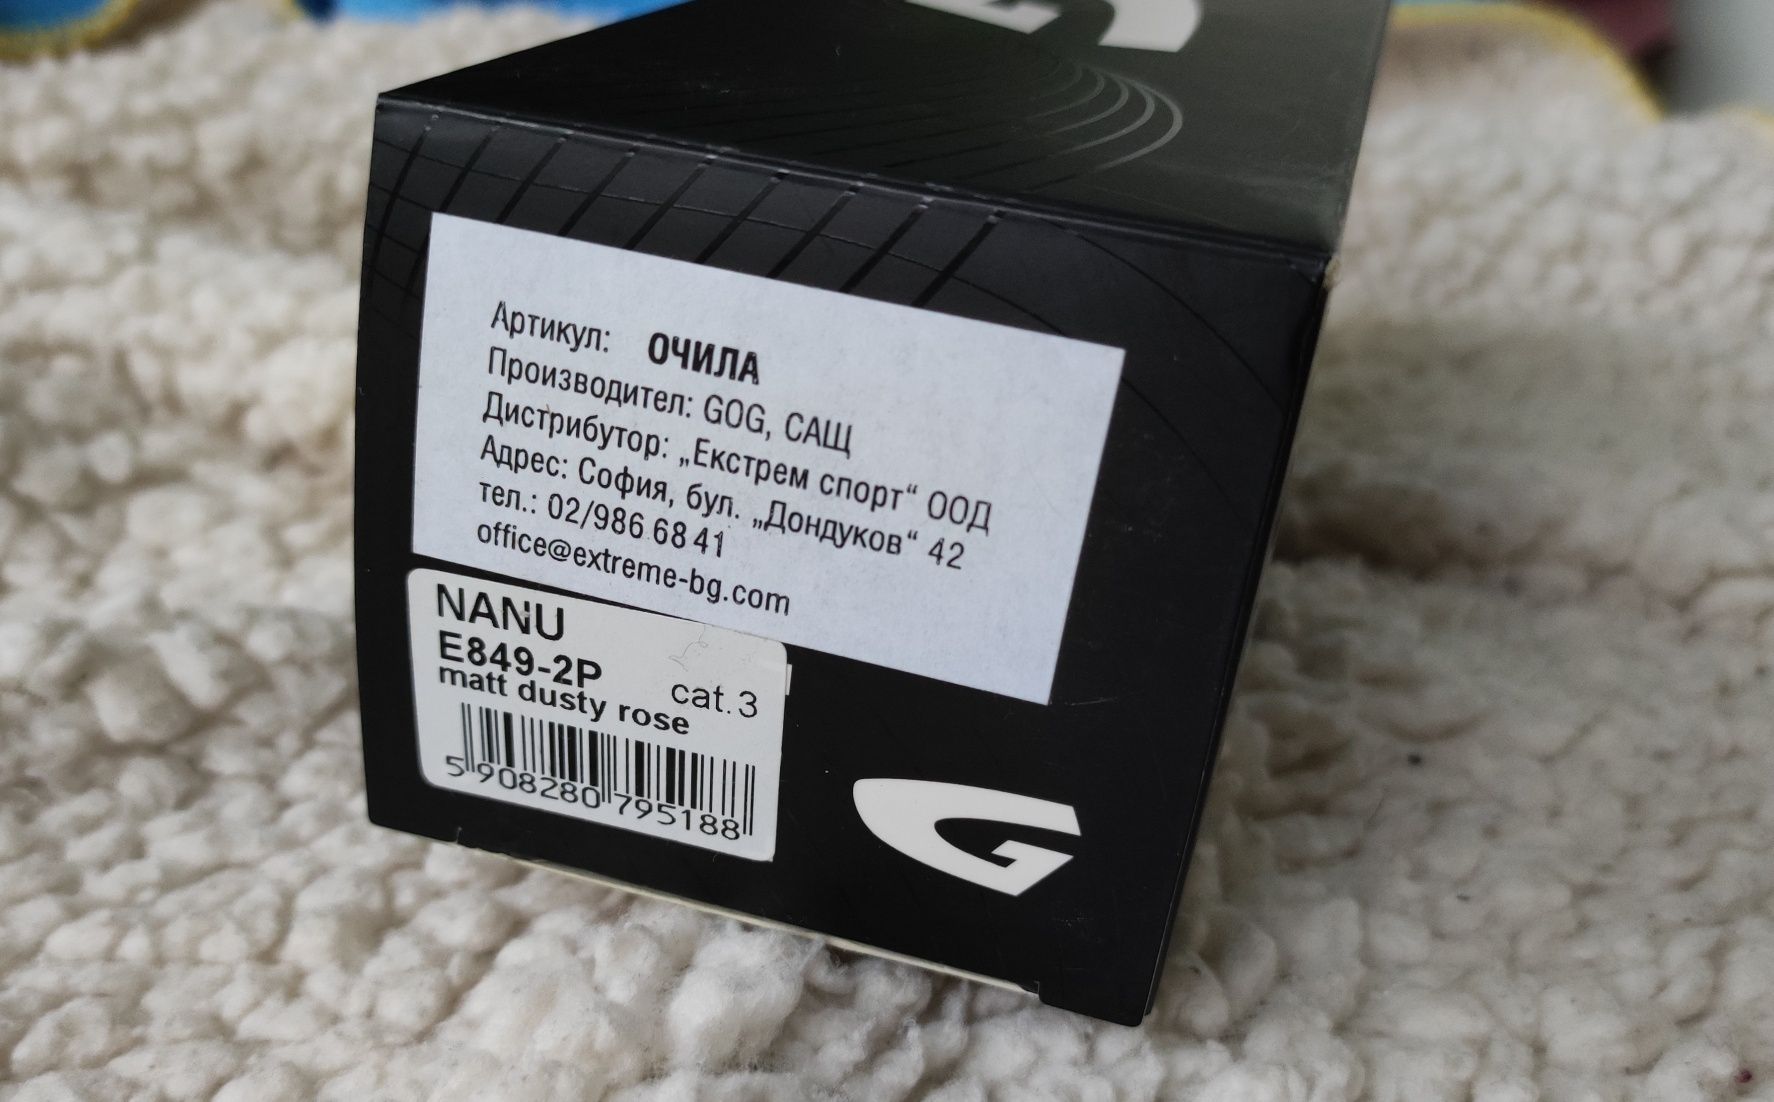 Артикул: ОЧИЛА
Производител: GOG, САЩ
Дистрибутор: „Екстрем спорт“ ООД
Адрес: София, бул. „Дондуков“ 42
тел.: 02/986 68 41
office@extreme-bg.com
NANU
E849-2P
cat.3
matt dusty rose
5 908280 795188
G